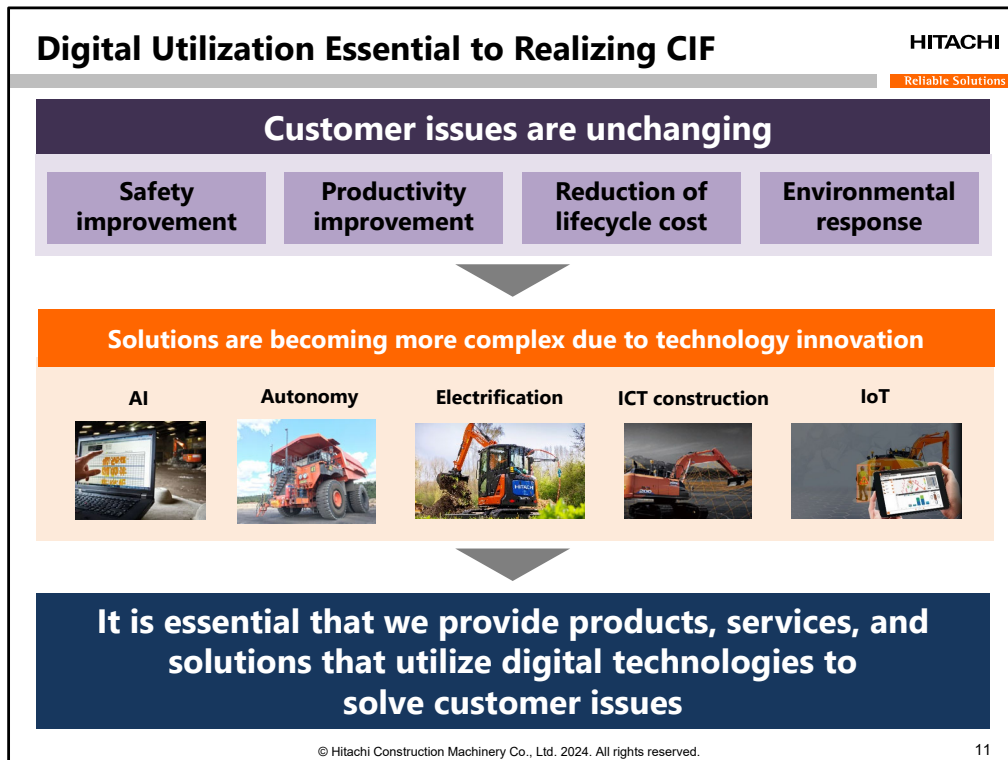 Digital Utilization Essential to Realizing CIF
HITACHI
Reliable Solutions
Customer issues are unchanging
Safety
improvement
Productivity
improvement
Reduction of
lifecycle cost
Environmental
response
Solutions are becoming more complex due to technology innovation
AI
Autonomy
Electrification
ICT construction
IoT
HITACHI
It is essential that we provide products, services, and
solutions that utilize digital technologies to
solve customer issues
© Hitachi Construction Machinery Co., Ltd. 2024. All rights reserved.
11